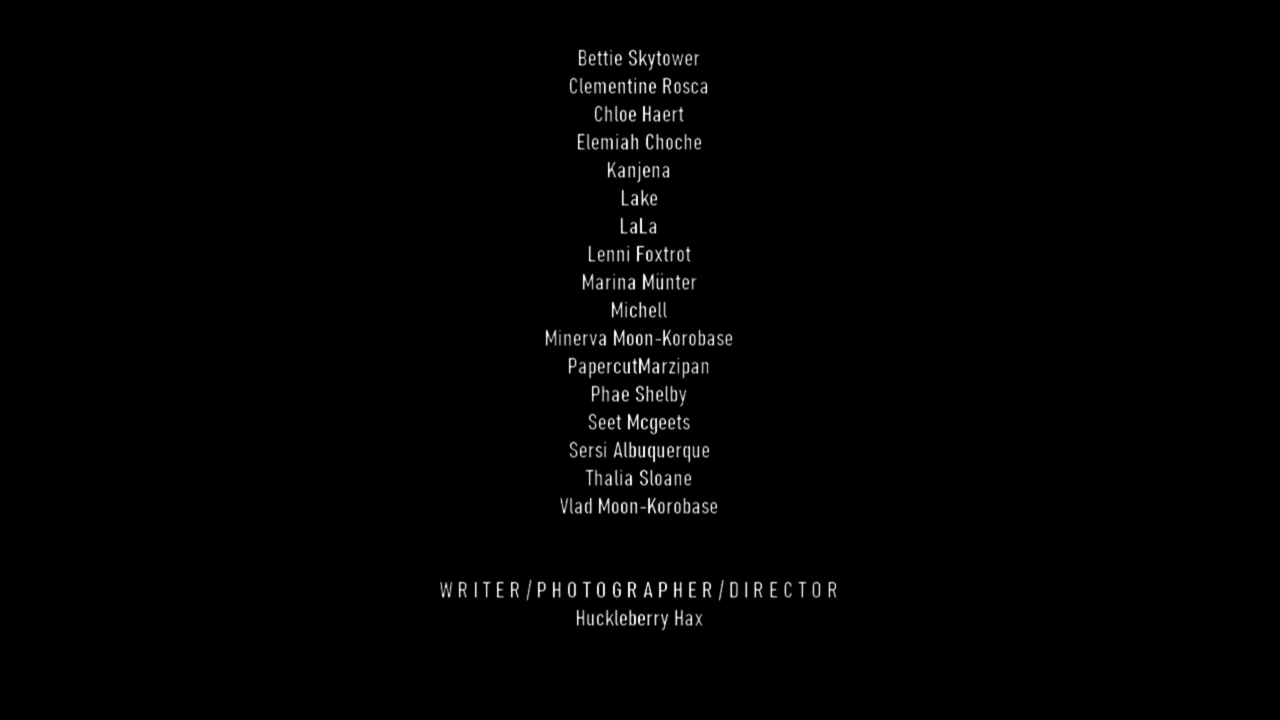 Bettie Skytower
Clementine Rosca
Chloe Haert
Elemiah Choche
Kanjena
Lake
LaLa
Lenni Foxtrot
Marina Münter
Michell
Minerva Moon-Korobase
PapercutMarzipan
Phae Shelby
Seet Mcgeets
Sersi Albuquerque
Thalia Sloane
Vlad Moon-Korobase
WRITER/PHOTOGRAPHER/DIRECTOR
Huckleberry Hax